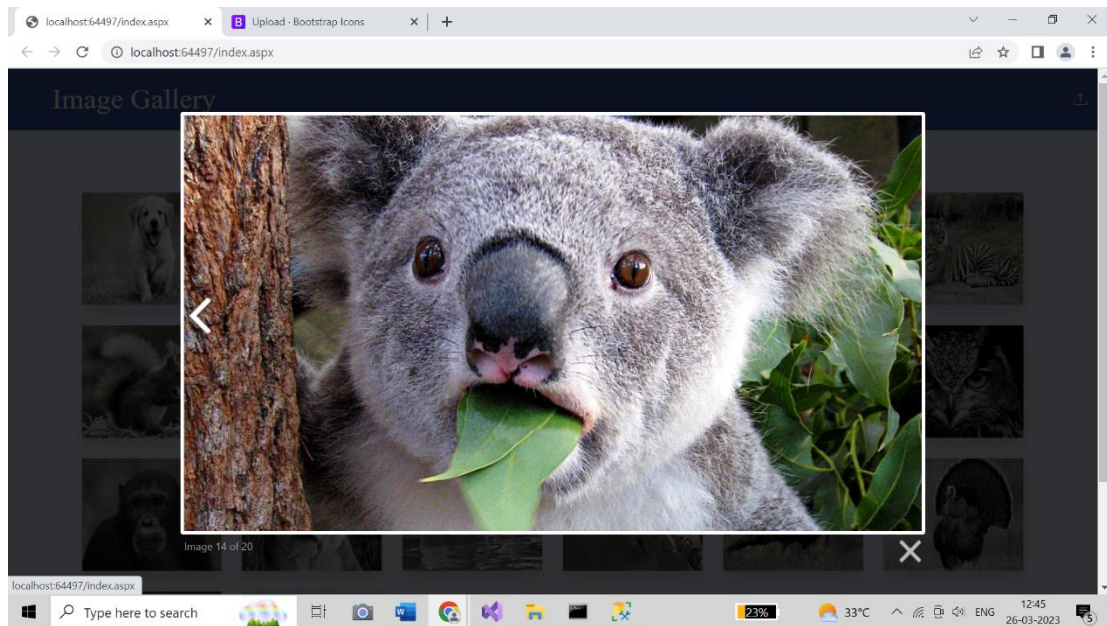 localhost:64497/index.aspx
B Upload · Bootstrap Icons
localhost:64497/index.aspx
Image Gallery
Image 14 of 20
localhost:64497/index.aspx
Type here to search
23%
33°C
ENG
12:45
26-03-2023
5